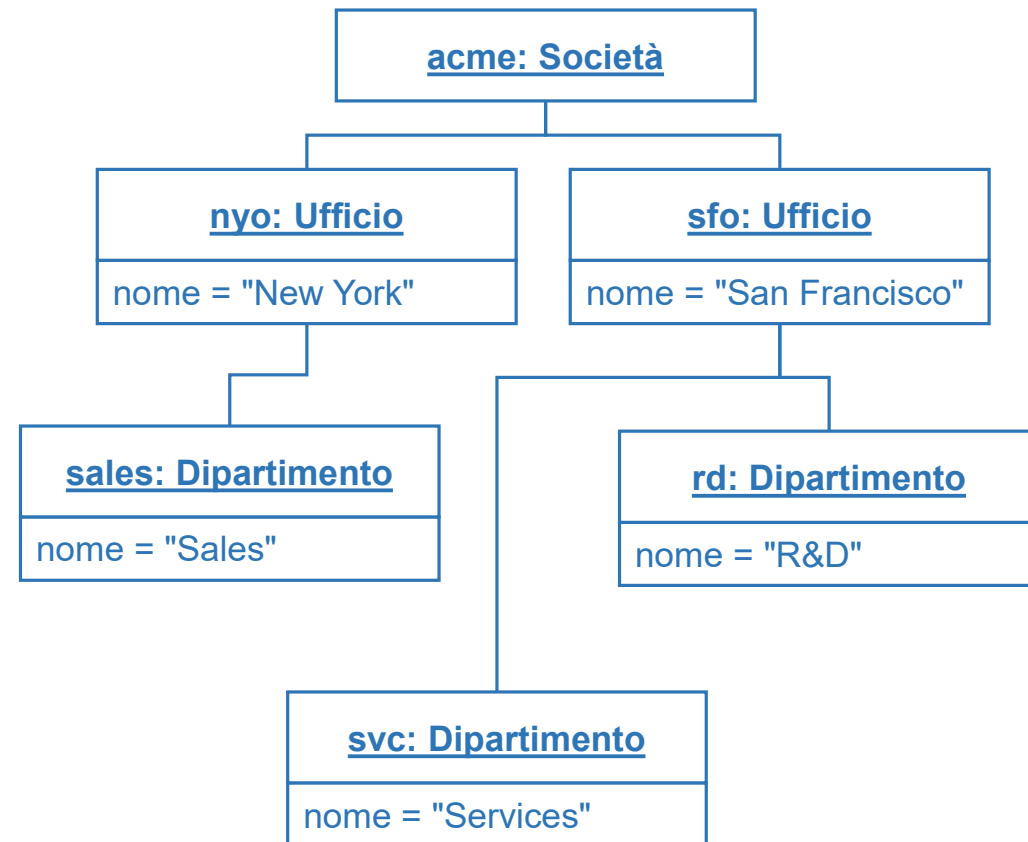 acme: Società
nyo: Ufficio
nome = "New York"
sfo: Ufficio
nome = "San Francisco"
sales: Dipartimento
nome = "Sales"
rd: Dipartimento
nome = "R&D"
svc: Dipartimento
nome = "Services"